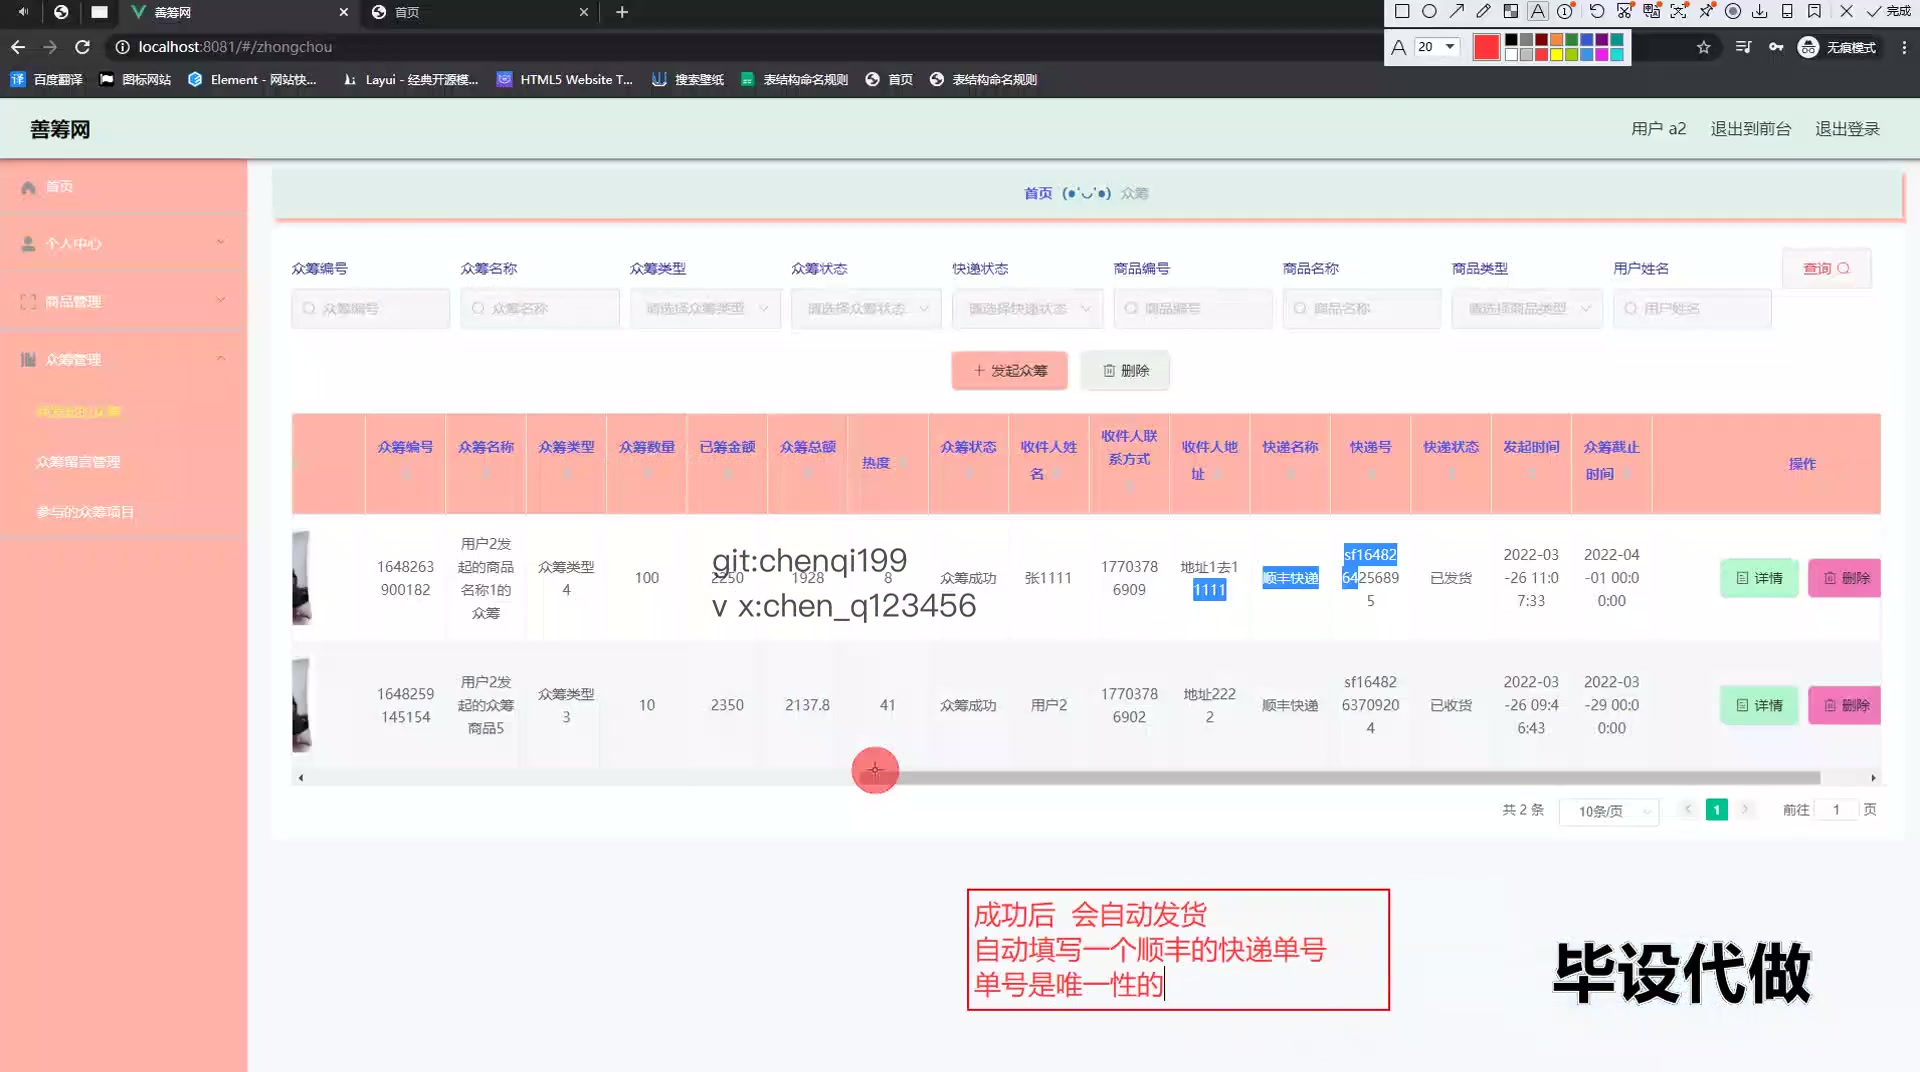 善筹网
首页
完成
localhost:8081/#/zhongchou
A
20
无痕模式
译 百度翻译
图标网站
Element - 网站快...
Layui - 经典开源模...
HTML5 Website T...
搜索壁纸
表结构命名规则
首页
表结构命名规则
善筹网
用户 a2
退出到前台
退出登录
首页
个人中心
商品管理
众筹管理
众筹留言管理
参与的众筹项目
首页 (●'◡'●) 众筹
众筹编号 众筹名称 众筹类型 众筹状态 快递状态 商品编号 商品名称 商品类型 用户姓名
众筹编号 众筹名称 请选择众筹类型 请选择众筹状态 请选择快递状态 商品编号 商品名称 请选择商品类型 用户姓名
查询
+ 发起众筹
删除
众筹编号 众筹名称 众筹类型 众筹数量 已筹金额 众筹总额 热度 众筹状态 收件人姓名 收件人联系方式 收件人地址 快递名称 快递号 快递状态 发起时间 众筹截止时间 操作
1648263900182 用户2发起的商品名称1的众筹 众筹类型4 100 2250 1928 8 众筹成功 张1111 17703786909 地址1去11111 顺丰快递 sf1648264256895 已发货 2022-03-26 11:07:33 2022-04-01 00:00:00 详情 删除
git:chenqi199
v x:chen_q123456
1648259145154 用户2发起的众筹商品5 众筹类型3 10 2350 2137.8 41 众筹成功 用户2 17703786902 地址2222 顺丰快递 sf1648263709204 已收货 2022-03-26 09:46:43 2022-03-29 00:00:00 详情 删除
共 2 条 10条/页 1 前往 1 页
成功后 会自动发货
自动填写一个顺丰的快递单号
单号是唯一性的
毕设代做